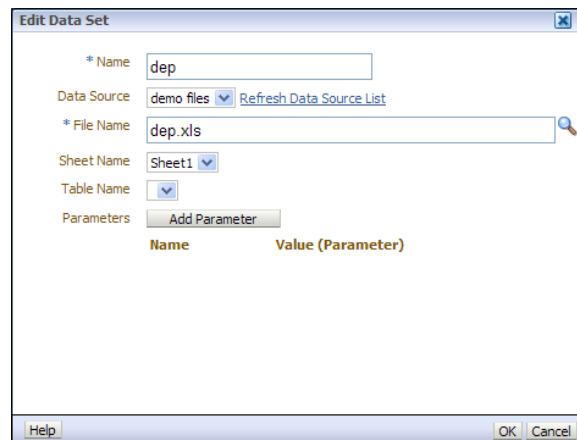 Edit Data Set
* Name dep
Data Source demo files Refresh Data Source List
* File Name dep.xls
Sheet Name Sheet1
Table Name
Parameters Add Parameter
Name Value (Parameter)
Help OK Cancel